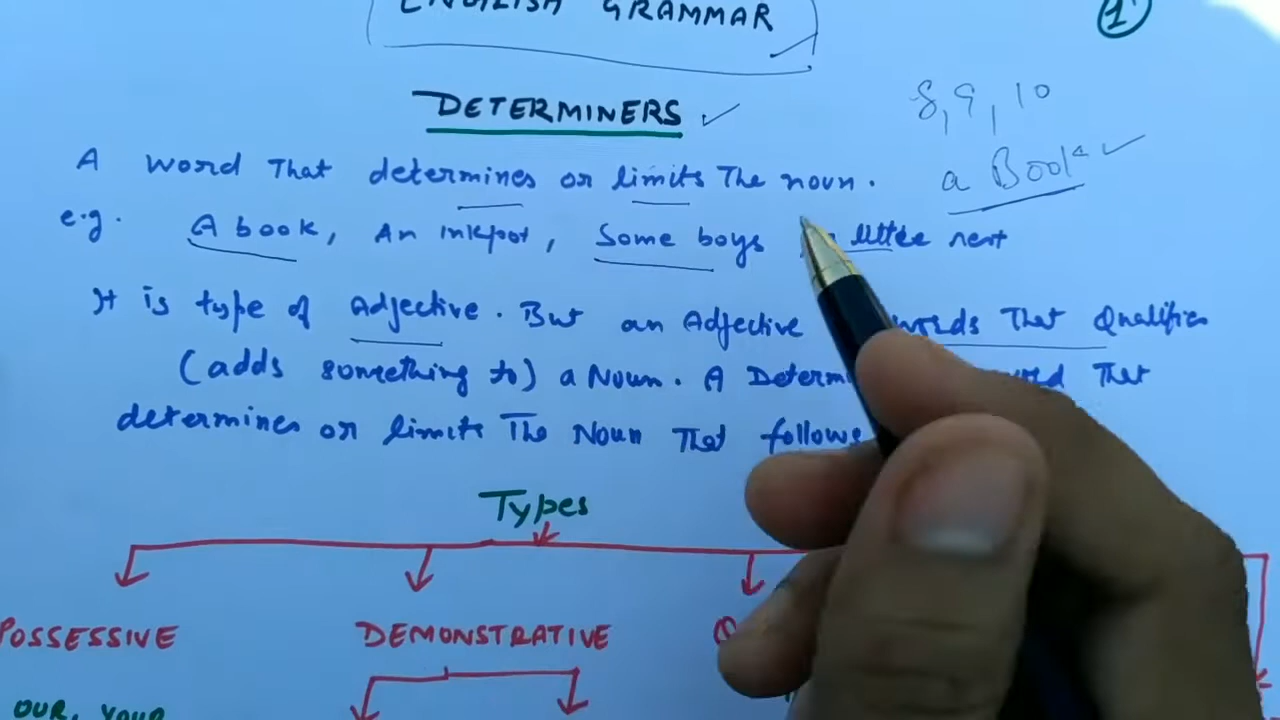 ENGLISH GRAMMAR
1
DETERMINERS
8, 9, 10
a Book
A word That determines or limits The noun.
e.g. A book, An Inkpot, Some boys little rest
It is type of Adjective. But an Adjective words That Qualifies
(adds something to) a Noun. A That
determines or limits The Noun That follows
Types
POSSESSIVE DEMONSTRATIVE
OUR, YOUR